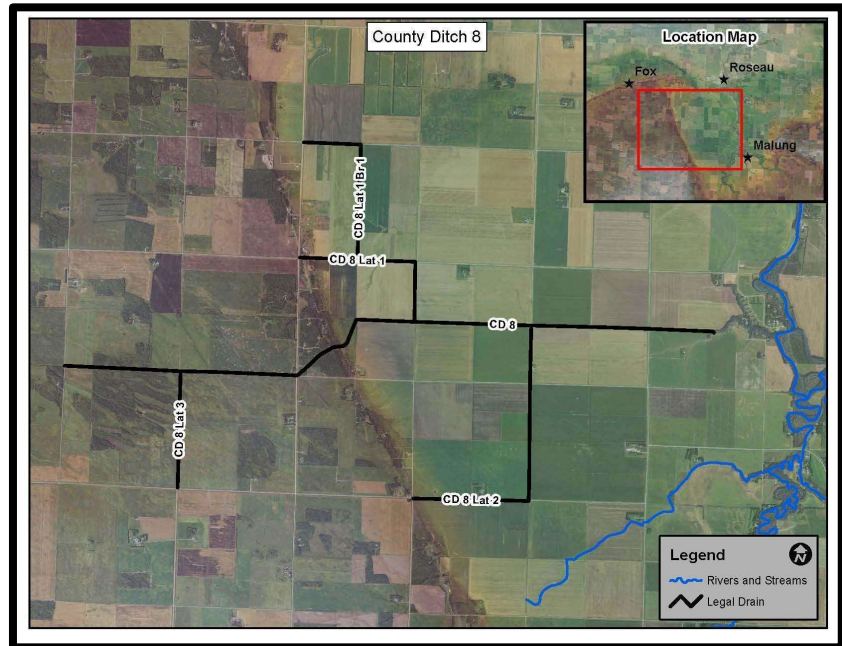 County Ditch 8
Location Map
Fox
Roseau
Malung
CD 8 Lat 1 Br 1
CD 8 Lat 1
CD 8
CD 8 Lat 3
CD 8 Lat 2
Legend
N
Rivers and Streams
Legal Drain